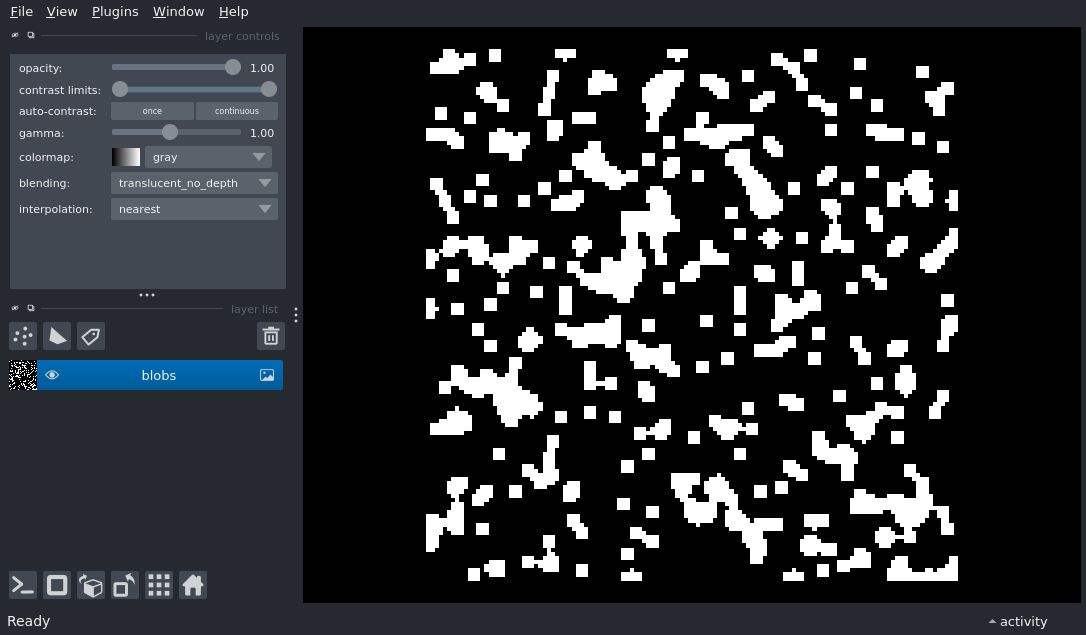 File View Plugins Window Help
layer controls
opacity: 1.00
contrast limits:
auto-contrast: once continuous
gamma: 1.00
colormap: gray
blending: translucent_no_depth
interpolation: nearest
layer list
blobs
Ready activity